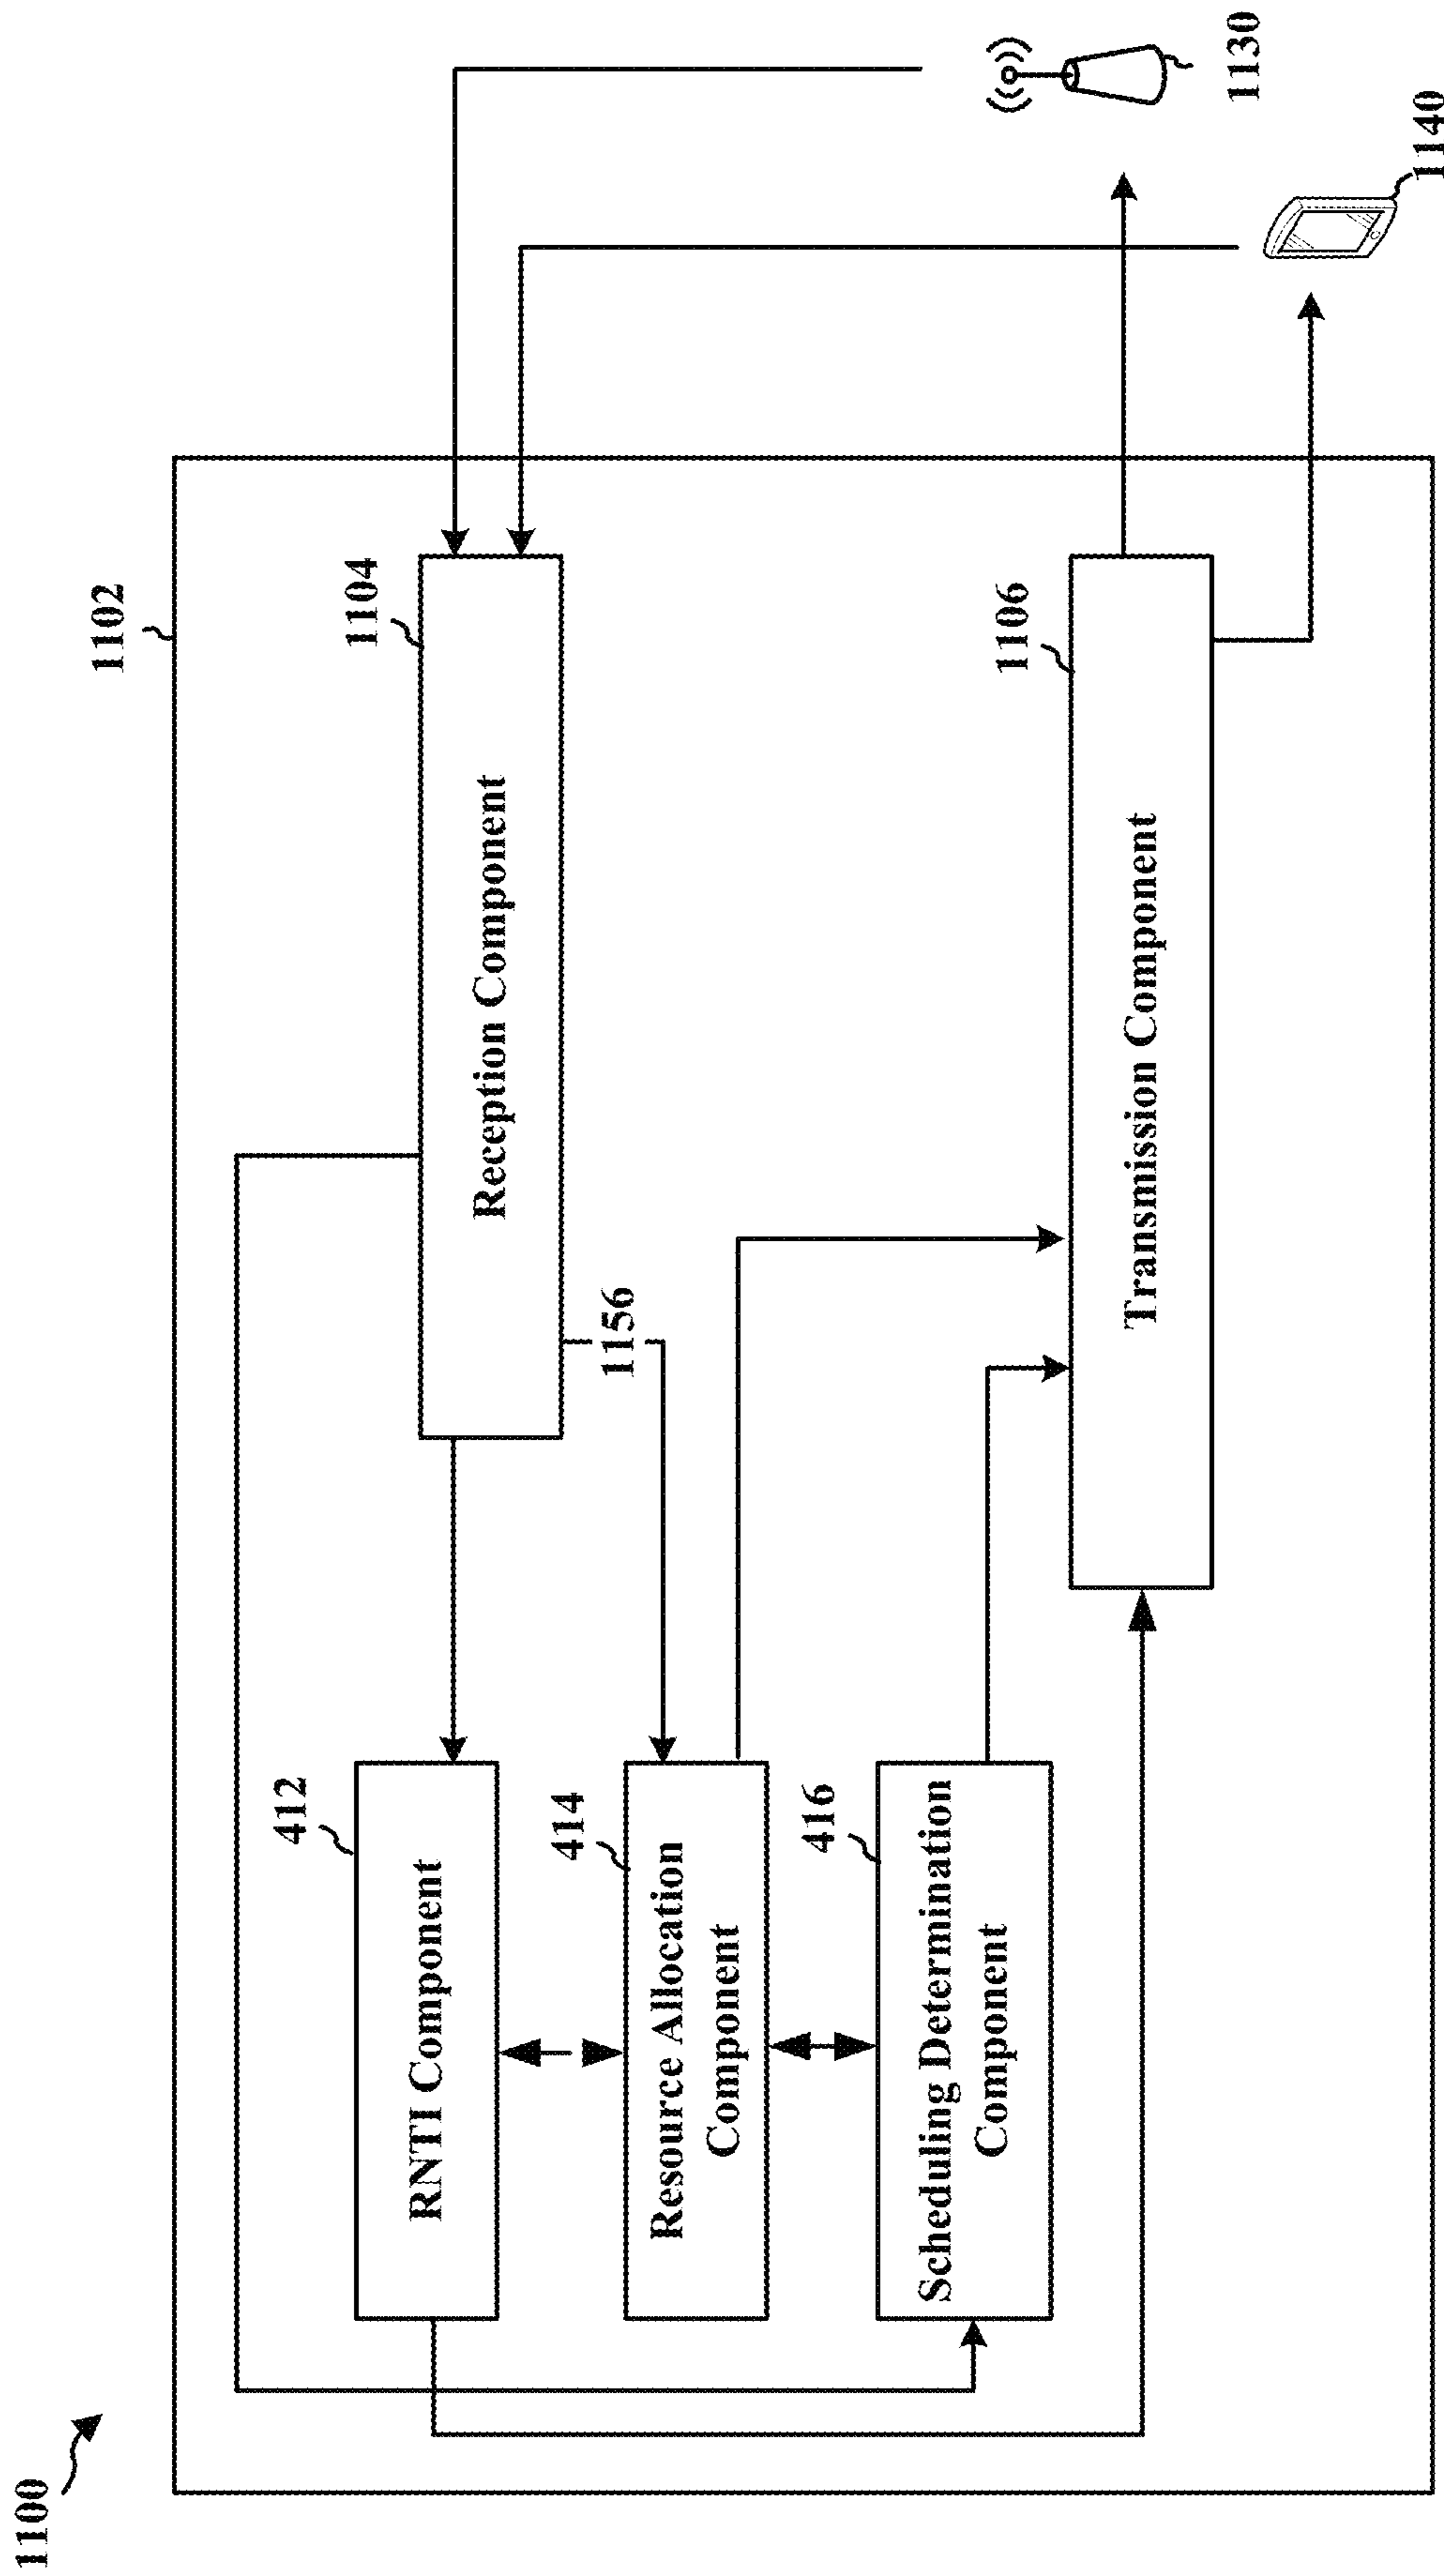 1100
1102
412
RNTI Component
1104
Reception Component
1156
414
Resource Allocation
Component
416
Scheduling Determination
Component
1106
Transmission Component
1130
1140